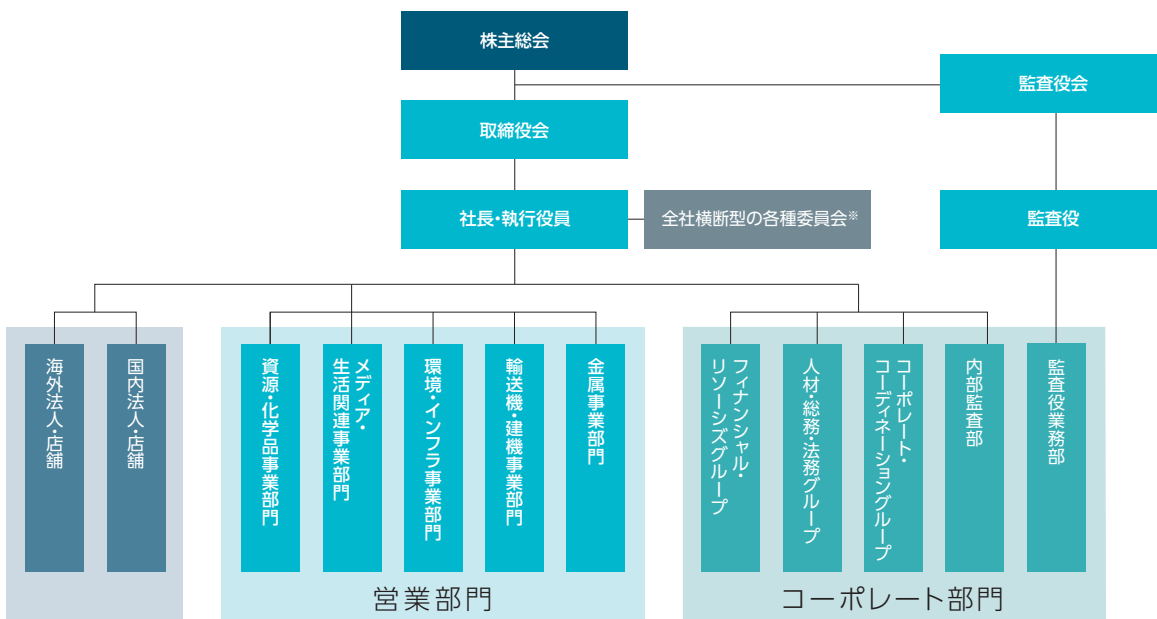 株主総会
監査役会
取締役会
社長・執行役員
全社横断型の各種委員会※
監査役
海外法人・店舗
国内法人・店舗
資源・化学品事業部門
メディア・
生活関連事業部門
環境・インフラ事業部門
輸送機・建機事業部門
金属事業部門
フィナンシャル・
リソーシズグループ
人材・総務・法務グループ
コーポレート・
コーディネーショングループ
内部監査部
監査役業務部
営業部門
コーポレート部門